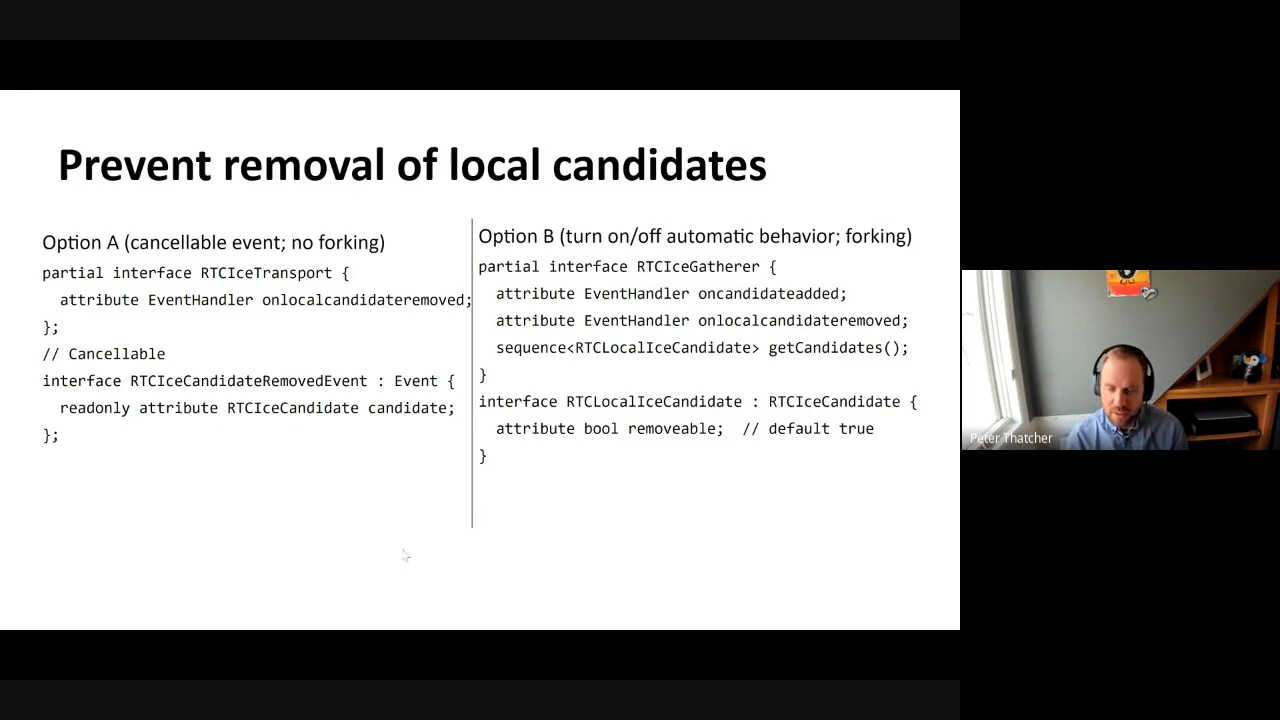 Prevent removal of local candidates
Option A (cancellable event; no forking)
partial interface RTCIceTransport {
attribute EventHandler onlocalcandidateremoved;
};
// Cancellable
interface RTCIceCandidateRemovedEvent : Event {
readonly attribute RTCIceCandidate candidate;
};
Option B (turn on/off automatic behavior; forking)
partial interface RTCIceGatherer {
attribute EventHandler oncandidateadded;
attribute EventHandler onlocalcandidateremoved;
sequence<RTCLocalIceCandidate> getCandidates();
}
interface RTCLocalIceCandidate : RTCIceCandidate {
attribute bool removeable;  // default true
}
Peter Thatcher